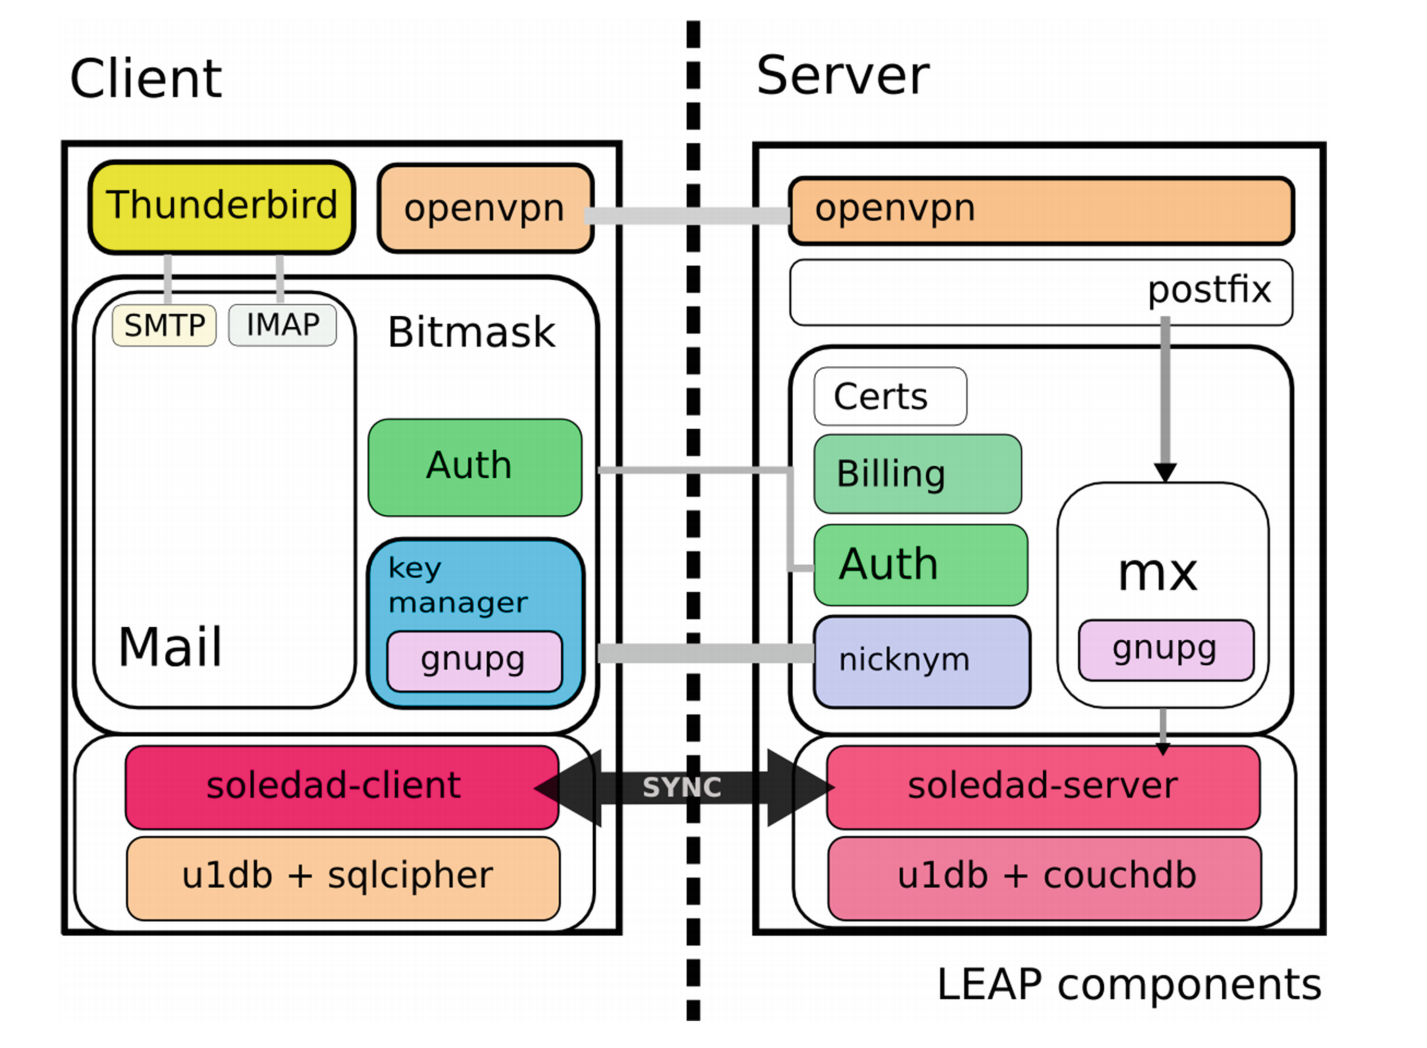 Client
Thunderbird
openvpn
SMTP
IMAP
Bitmask
Auth
key
manager
gnupg
Mail
soledad-client
u1db + sqlcipher
SYNC
Server
openvpn
postfix
Certs
Billing
Auth
nicknym
mx
gnupg
soledad-server
u1db + couchdb
LEAP components